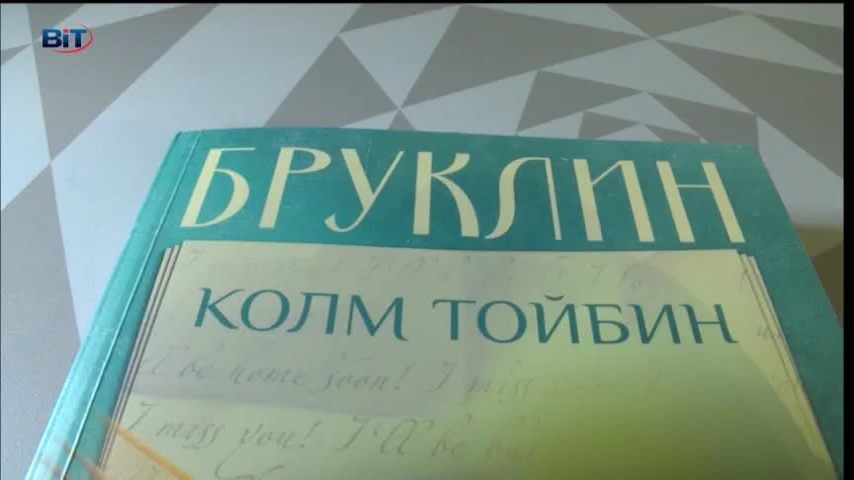 BiT
БРУКЛИН
КОЛМ ТОЙБИН
I'll be home soon! I miss
I miss you! I'll be